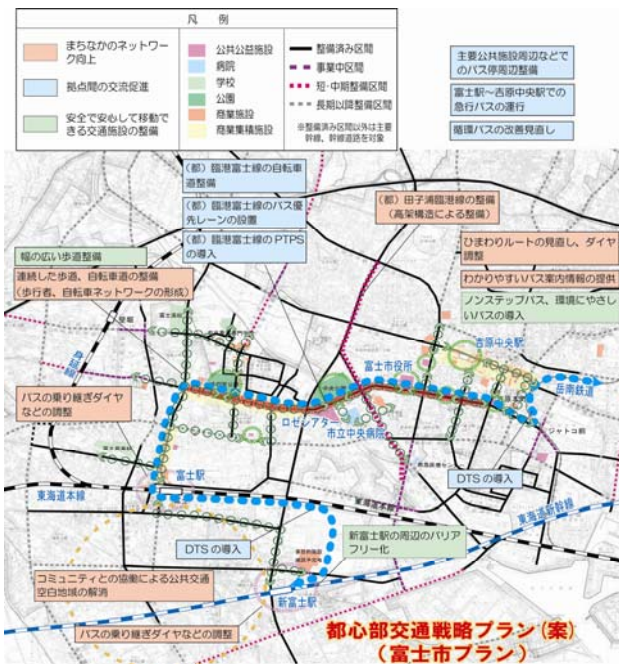 凡　例
まちなかのネットワー
ク向上
拠点間の交流促進
安全で安心して移動で
きる交通施設の整備
公共公益施設
病院
学校
公園
商業施設
商業集積施設
整備済み区間
事業中区間
短・中期整備区間
長期以降整備区間
※整備済み区間以外は主要
幹線、幹線道路を対象
主要公共施設周辺などで
のバス停周辺整備
富士駅～吉原中央駅での
急行バスの運行
循環バスの改善見直し
（都）臨港富士線の自転車
道整備
（都）臨港富士線のバス優
先レーンの設置
（都）臨港富士線の PTPS
の導入
（都）田子浦臨港線の整備
（高架構造による整備）
ひまわりルートの見直し、ダイヤ
調整
わかりやすいバス案内情報の提供
ノンステップバス、環境にやさし
いバスの導入
幅の広い歩道整備
連続した歩道、自転車道の整備
（歩行者、自転車ネットワークの形成）
身延線
吉原中央駅
富士市役所
岳南鉄道
バスの乗り継ぎダイヤ
などの調整
ロゼシアター
市立中央病院
ジヤトコ前
富士駅
DTS の導入
東海道本線
東海道本線
東海道新幹線
DTS の導入
新富士駅の周辺のバリア
フリー化
コミュニティとの協働による公共交通
空白地域の解消
新富士駅
バスの乗り継ぎダイヤなどの調整
都心部交通戦略プラン（案）
（富士市プラン）